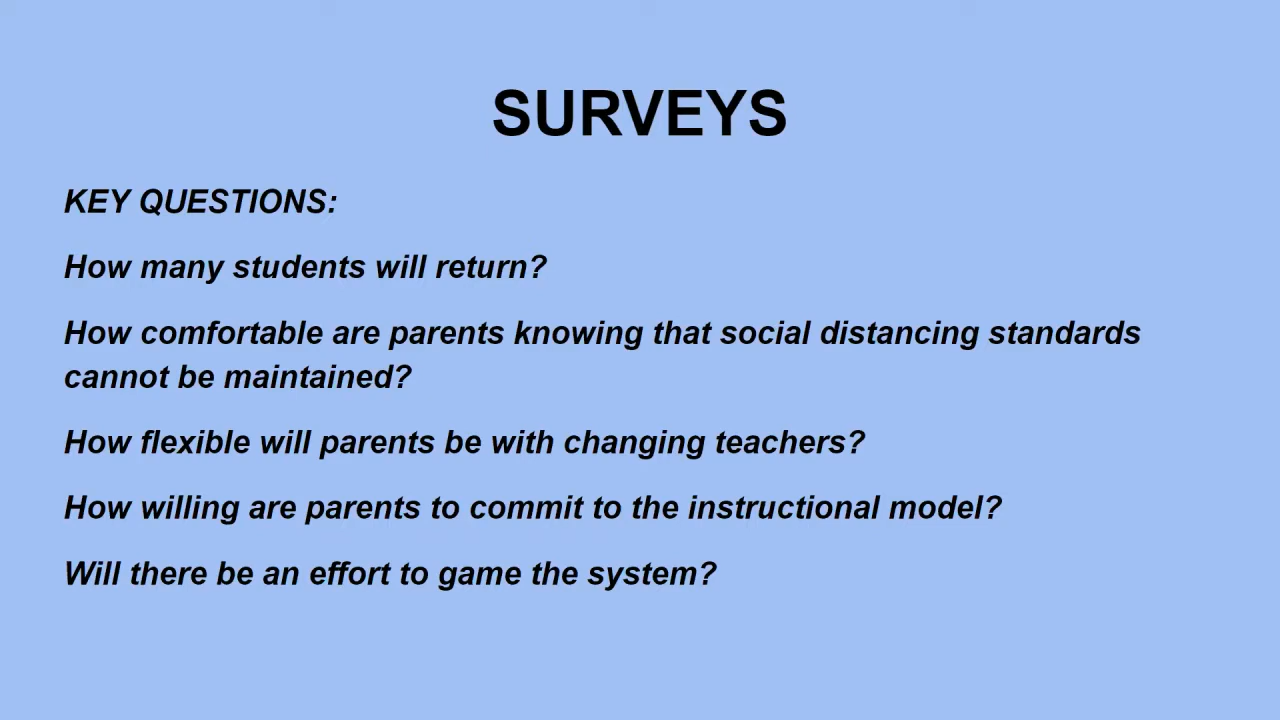 SURVEYS
KEY QUESTIONS:
How many students will return?
How comfortable are parents knowing that social distancing standards
cannot be maintained?
How flexible will parents be with changing teachers?
How willing are parents to commit to the instructional model?
Will there be an effort to game the system?